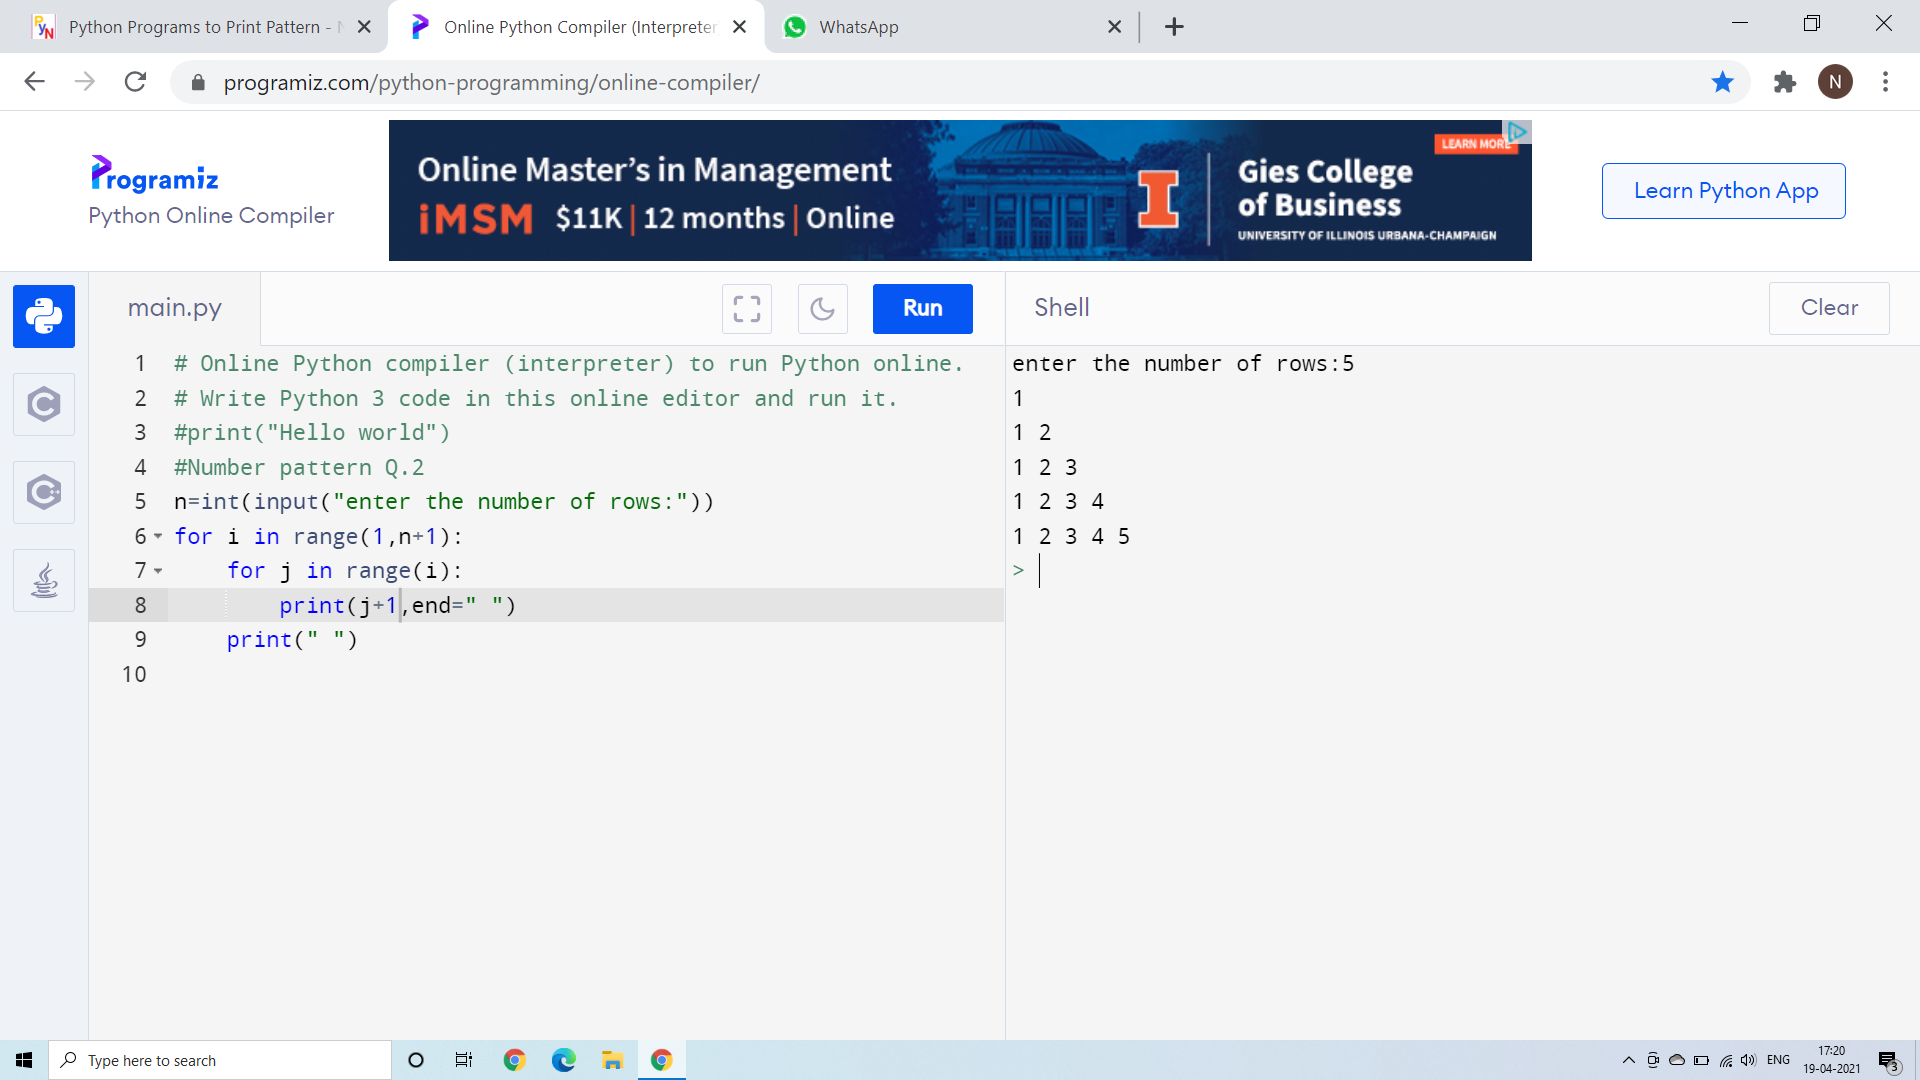 Python Programs to Print Pattern -
Online Python Compiler (Interpreter
WhatsApp
programiz.com/python-programming/online-compiler/
N
Programiz
Python Online Compiler
Online Master's in Management
iMSM $11K | 12 months | Online
Gies College
of Business
UNIVERSITY OF ILLINOIS URBANA-CHAMPAIGN
LEARN MORE
Learn Python App
main.py
Run
Shell
Clear
1 # Online Python compiler (interpreter) to run Python online.
2 # Write Python 3 code in this online editor and run it.
3 #print("Hello world")
4 #Number pattern Q.2
5 n=int(input("enter the number of rows:"))
6 for i in range(1,n+1):
7     for j in range(i):
8         print(j+1,end=" ")
9     print(" ")
10
enter the number of rows:5
1
1 2
1 2 3
1 2 3 4
1 2 3 4 5
>
Type here to search
ENG
17:20
19-04-2021
3